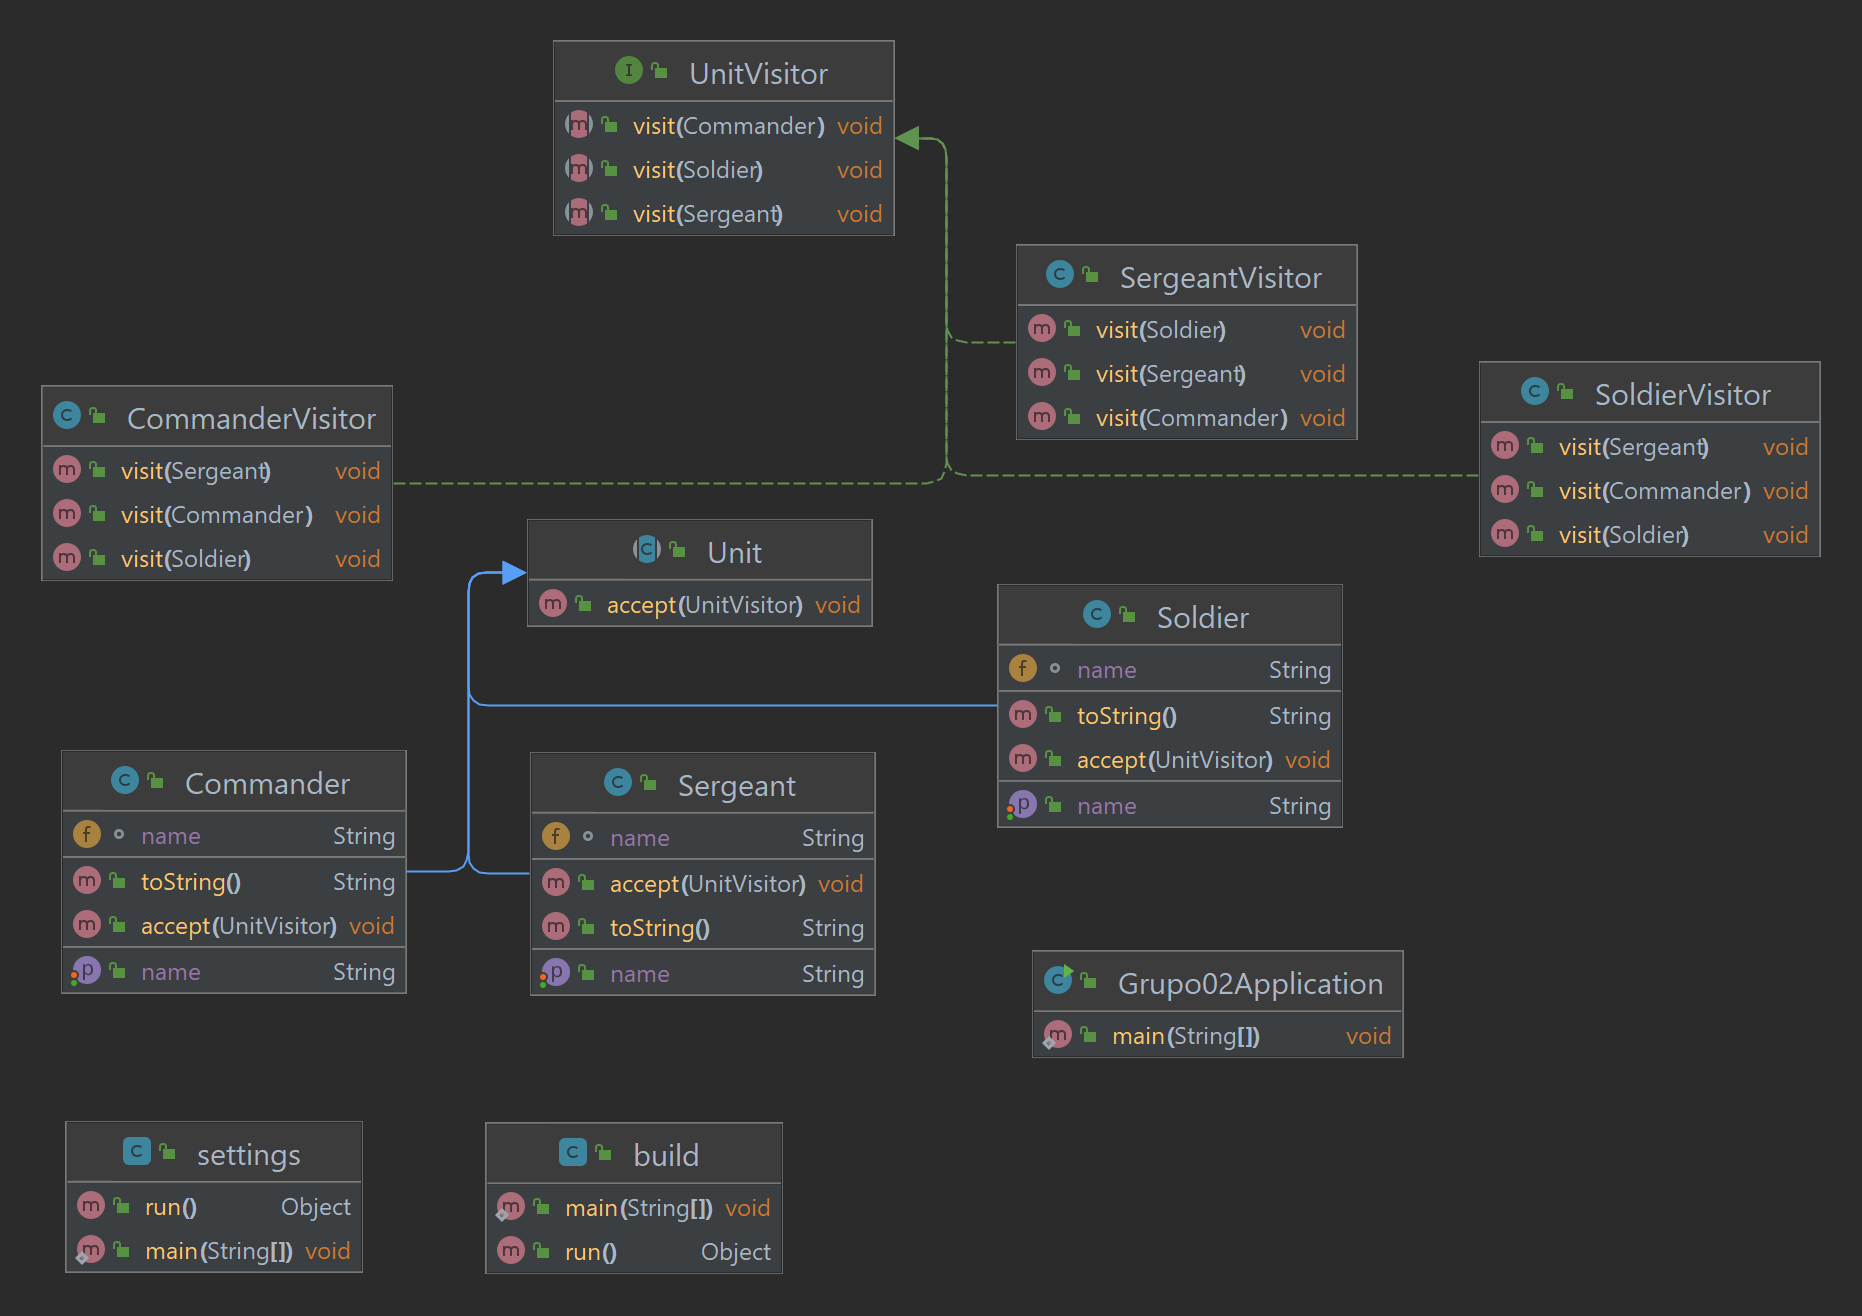 UnitVisitor
visit(Commander) void
visit(Soldier) void
visit(Sergeant) void
SergeantVisitor
visit(Soldier) void
visit(Sergeant) void
visit(Commander) void
SoldierVisitor
visit(Sergeant) void
visit(Commander) void
visit(Soldier) void
CommanderVisitor
visit(Sergeant) void
visit(Commander) void
visit(Soldier) void
Unit
accept(UnitVisitor) void
Soldier
name String
toString() String
accept(UnitVisitor) void
name String
Commander
name String
toString() String
accept(UnitVisitor) void
name String
Sergeant
name String
accept(UnitVisitor) void
toString() String
name String
Grupo02Application
main(String[]) void
settings
run() Object
main(String[]) void
build
main(String[]) void
run() Object